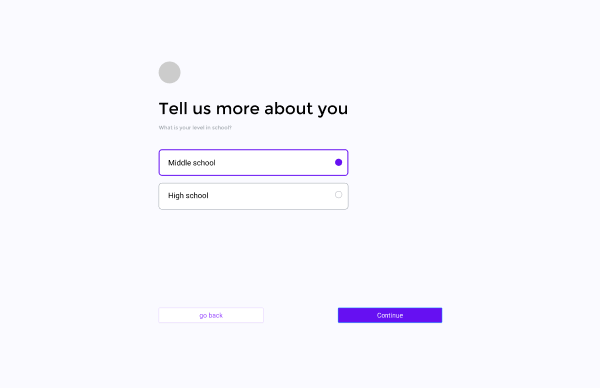 Tell us more about you
What is your level in school?
Middle school
High school
go back
Continue